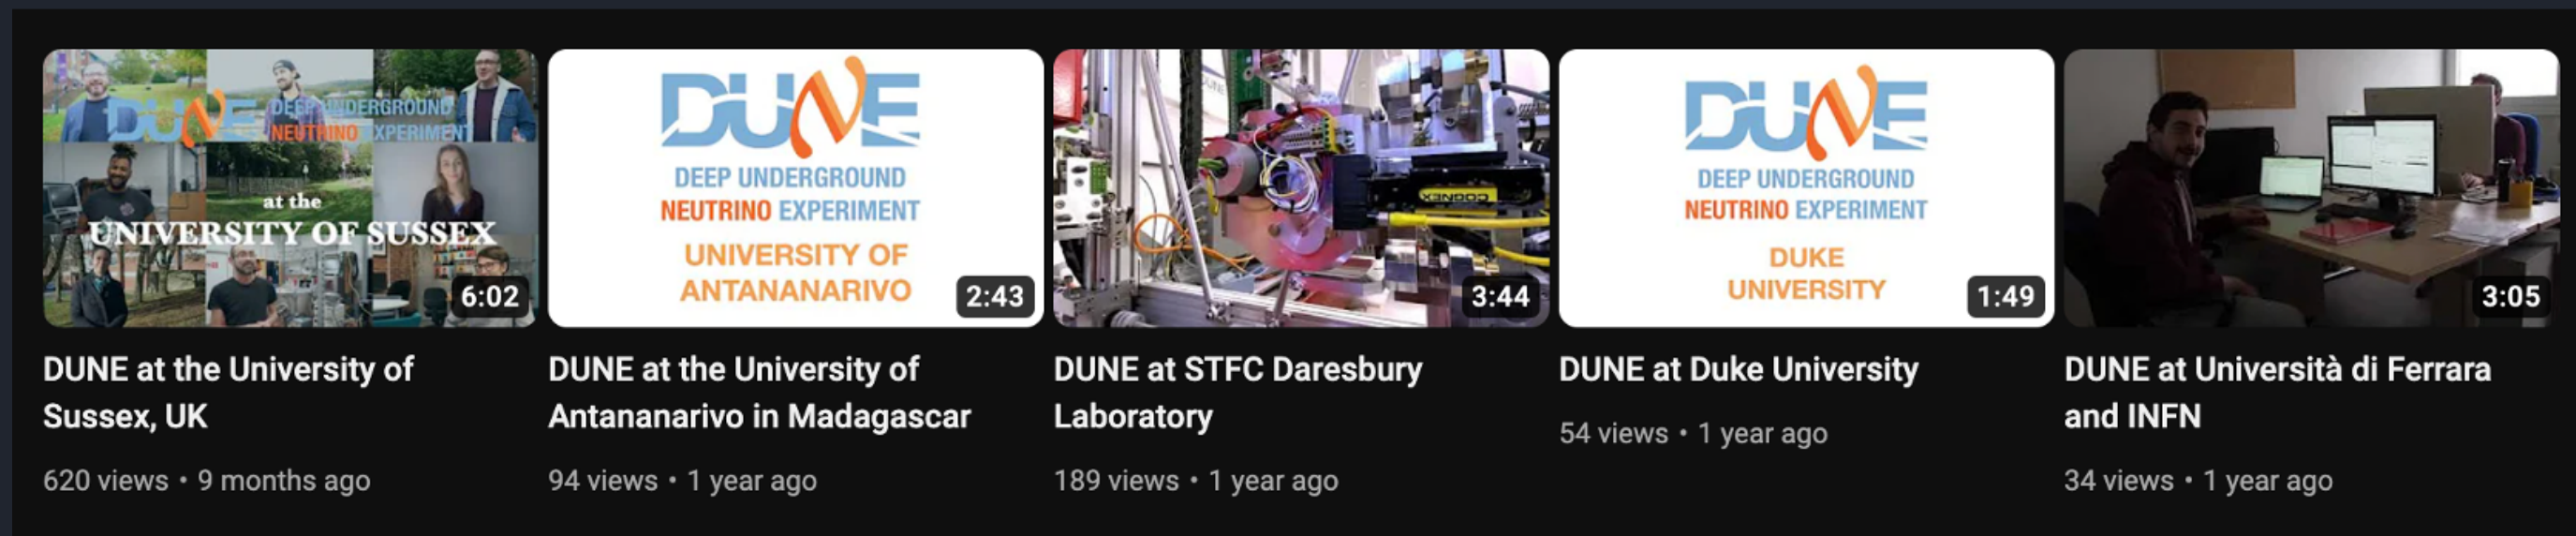 DUNE DEEP UNDERGROUND
NEUTRINO EXPERIMENT
at the
UNIVERSITY OF SUSSEX
6:02
DUNE at the University of
Sussex, UK
620 views • 9 months ago
DUNE
DEEP UNDERGROUND
NEUTRINO EXPERIMENT
UNIVERSITY OF
ANTANANARIVO
2:43
DUNE at the University of
Antananarivo in Madagascar
94 views • 1 year ago
DUNE
COGNEX
3:44
DUNE at STFC Daresbury
Laboratory
189 views • 1 year ago
DUNE
DEEP UNDERGROUND
NEUTRINO EXPERIMENT
DUKE
UNIVERSITY
1:49
DUNE at Duke University
54 views • 1 year ago
3:05
DUNE at Università di Ferrara
and INFN
34 views • 1 year ago